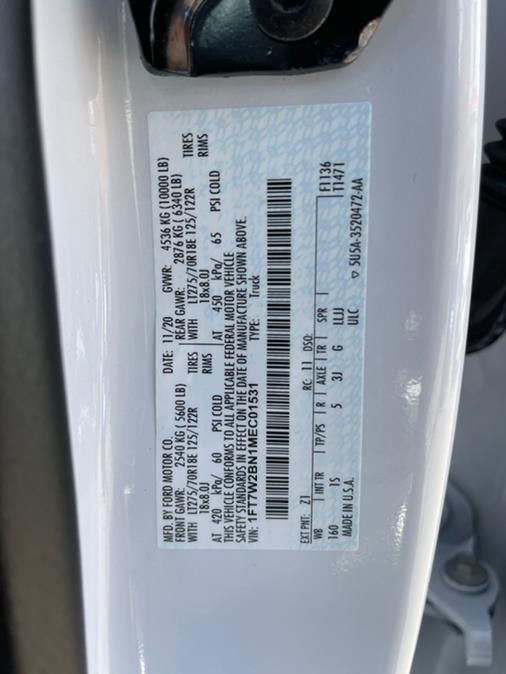 MFD. BY FORD MOTOR CO.
DATE: 11/20 GVWR: 4536 KG (10000 LB)
FRONT GAWR: 2540 KG ( 5600 LB) REAR GAWR: 2876 KG ( 6340 LB)
WITH LT275/70R18E 125/122R TIRES WITH LT275/70R18E 125/122R TIRES
18x8.0J RIMS 18x8.0J RIMS
AT 420 kPa/ 60 PSI COLD AT 450 kPa/ 65 PSI COLD
THIS VEHICLE CONFORMS TO ALL APPLICABLE FEDERAL MOTOR VEHICLE
SAFETY STANDARDS IN EFFECT ON THE DATE OF MANUFACTURE SHOWN ABOVE.
VIN: 1FT7W2BN1MEC01531 TYPE: Truck
F1136
T1471
EXT PNT: Z1 RC: 11 DSO:
WB INT TR TP/PS R AXLE TR SPR
160 1S 5 3J G ILJJ
MADE IN U.S.A. ULC
5U5A-3520472-AA